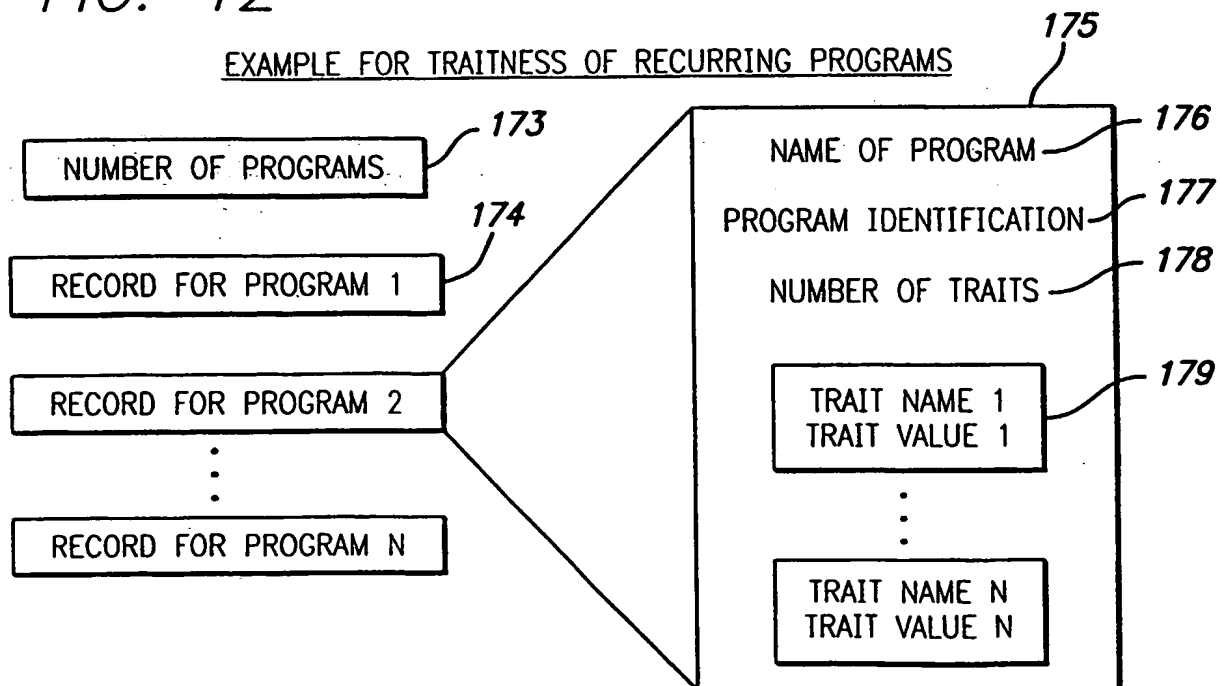 FIG. 12
EXAMPLE FOR TRAITNESS OF RECURRING PROGRAMS
NUMBER OF PROGRAMS
173
RECORD FOR PROGRAM 1
174
RECORD FOR PROGRAM 2
RECORD FOR PROGRAM N
175
NAME OF PROGRAM
176
PROGRAM IDENTIFICATION
177
NUMBER OF TRAITS
178
TRAIT NAME 1
TRAIT VALUE 1
179
TRAIT NAME N
TRAIT VALUE N